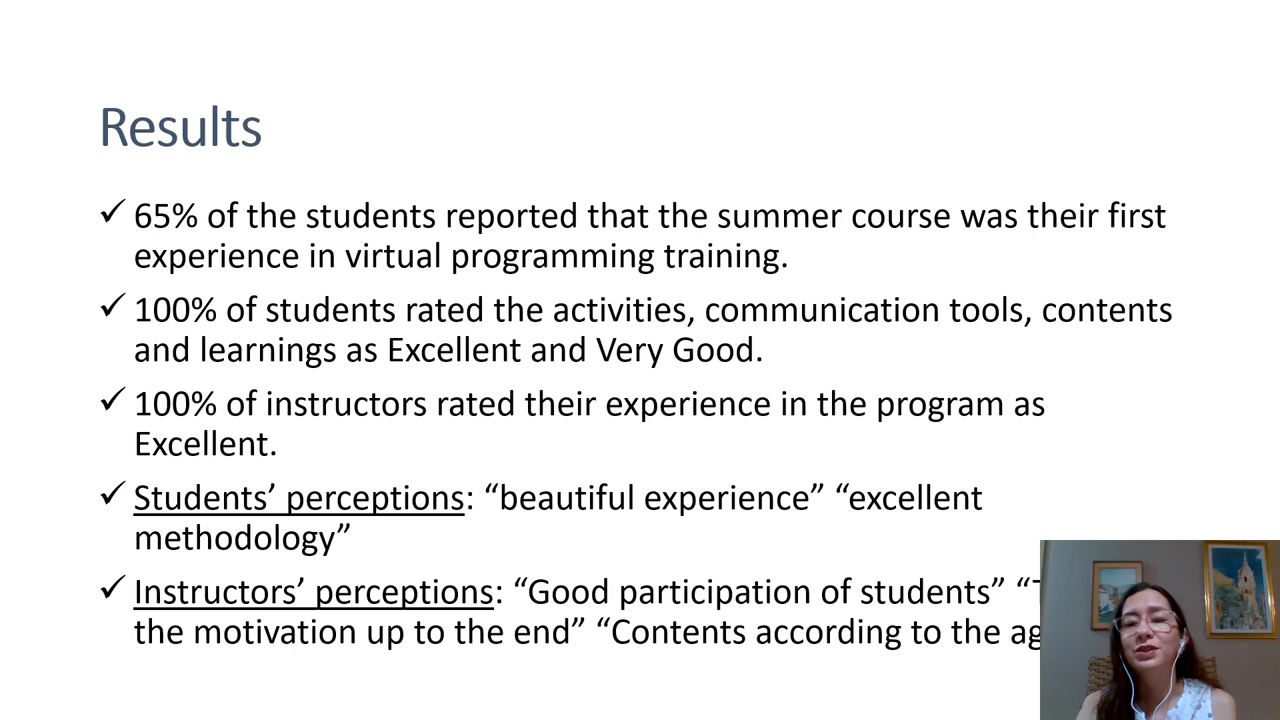 Results
✓ 65% of the students reported that the summer course was their first
experience in virtual programming training.
✓ 100% of students rated the activities, communication tools, contents
and learnings as Excellent and Very Good.
✓ 100% of instructors rated their experience in the program as
Excellent.
✓ Students’ perceptions: “beautiful experience” “excellent
methodology”
✓ Instructors’ perceptions: “Good participation of students”
the motivation up to the end” “Contents according to the